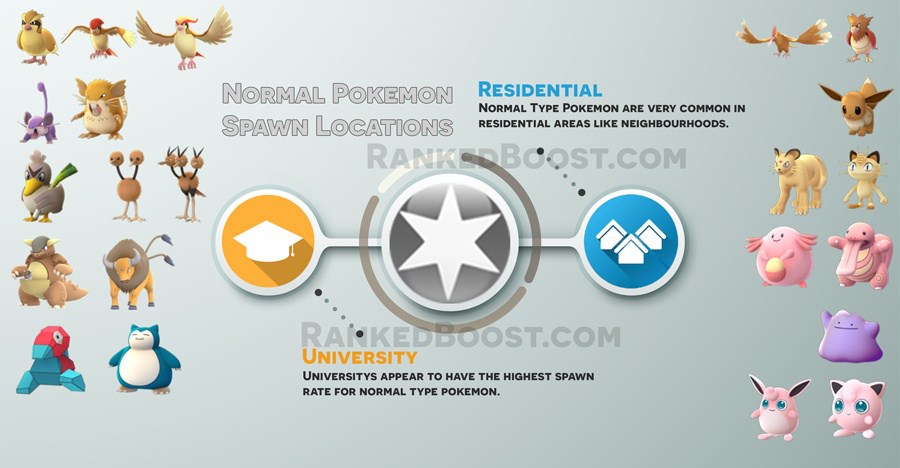 Normal Pokemon
Spawn Locations
Residential
Normal Type Pokemon are very common in
residential areas like neighbourhoods.
RankedBoost.com
RankedBoost.com
University
Universitys appear to have the highest spawn
rate for normal type pokemon.